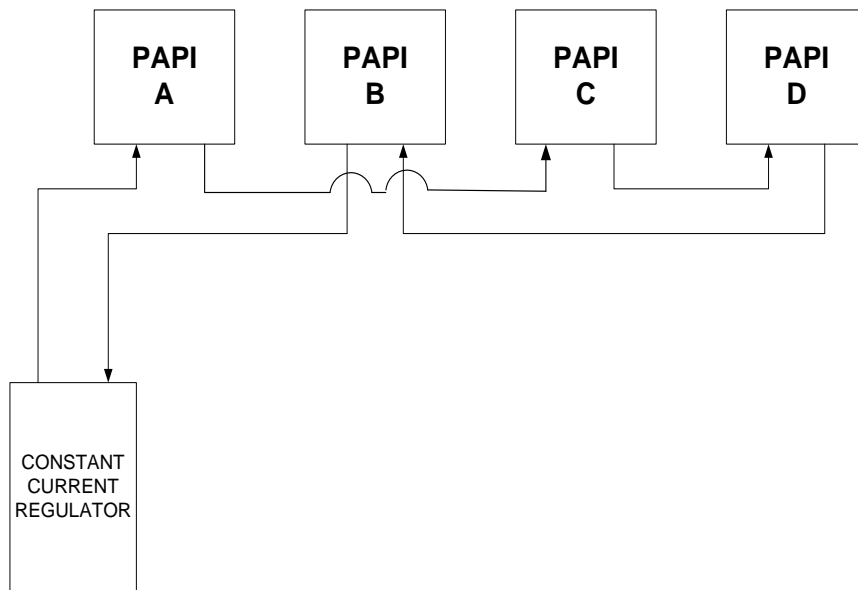 PAPI
A
PAPI
B
PAPI
C
PAPI
D
CONSTANT
CURRENT
REGULATOR